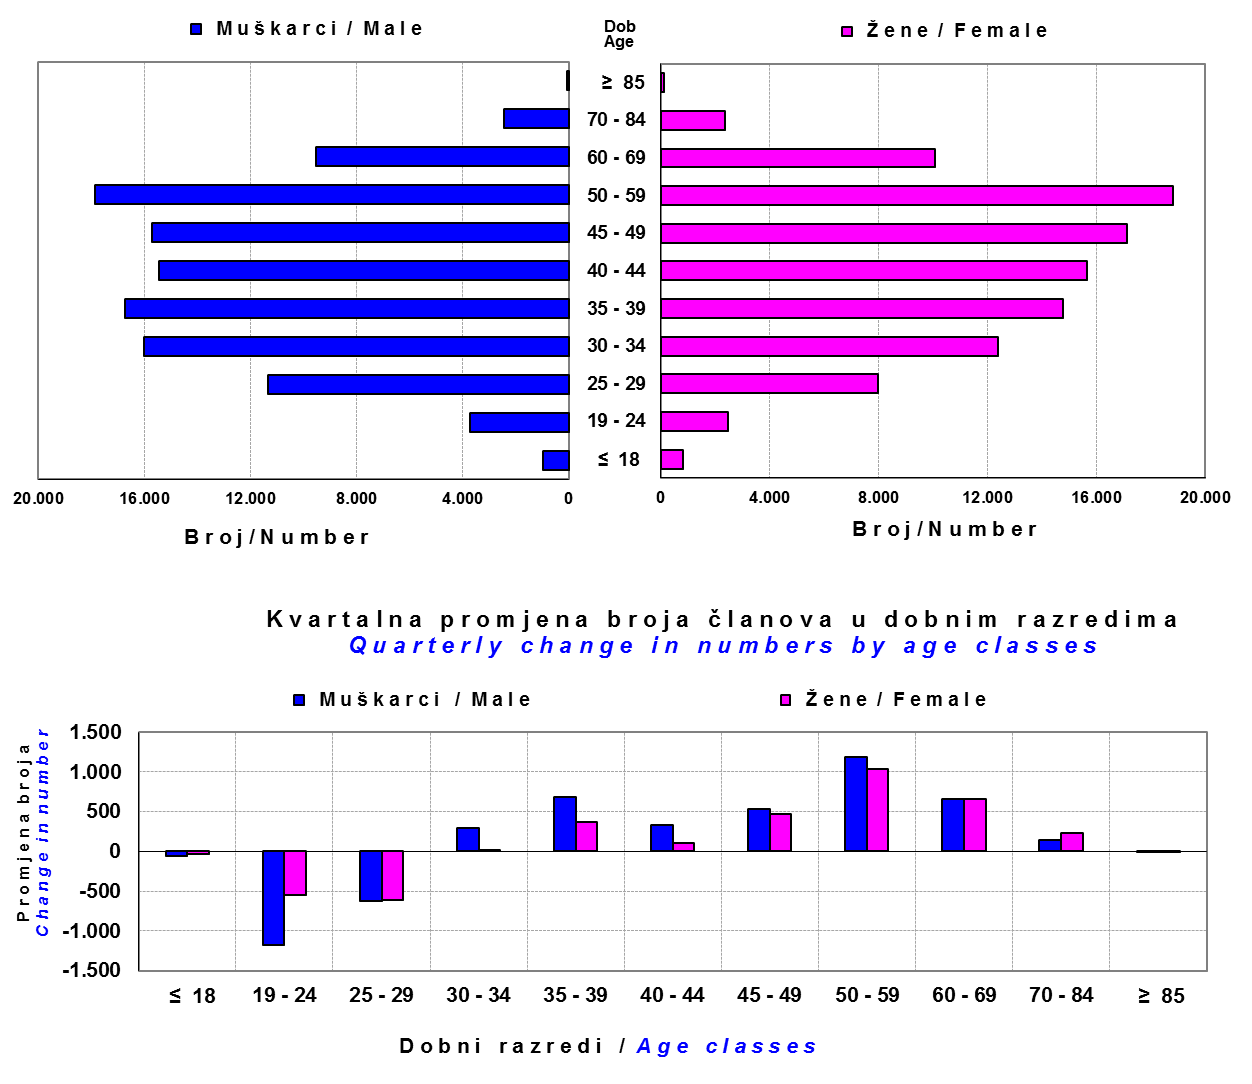 Muškarci / Male
Dob
Age
Žene / Female
≥ 85
70 - 84
60 - 69
50 - 59
45 - 49
40 - 44
35 - 39
30 - 34
25 - 29
19 - 24
≤ 18
20.000 16.000 12.000 8.000 4.000 0
0 4.000 8.000 12.000 16.000 20.000
Broj/Number
Broj/Number
Kvartalna promjena broja članova u dobnim razredima
Quarterly change in numbers by age classes
Muškarci / Male
Žene / Female
Promjena broja
Change in number
1.500
1.000
500
0
-500
-1.000
-1.500
≤ 18 19 - 24 25 - 29 30 - 34 35 - 39 40 - 44 45 - 49 50 - 59 60 - 69 70 - 84 ≥ 85
Dobni razredi / Age classes